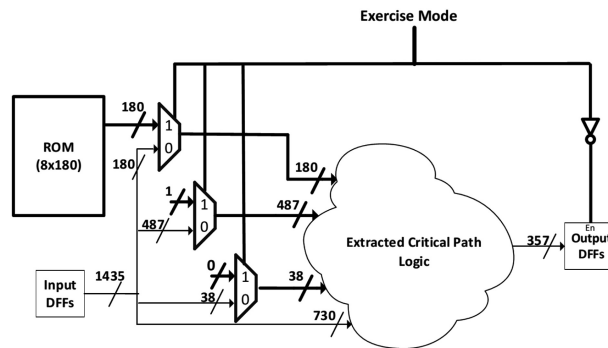 Exercise Mode
180
ROM
(8x180)
1
0
180
180
1
487
1
0
487
Extracted Critical Path
Logic
357
En
Output
DFFs
0
1
0
38
38
Input
DFFs
1435
730